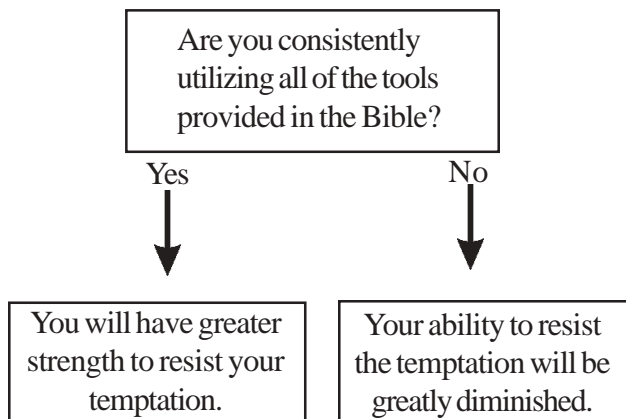 Are you consistently
utilizing all of the tools
provided in the Bible?
Yes
No
You will have greater
strength to resist your
temptation.
Your ability to resist
the temptation will be
greatly diminished.